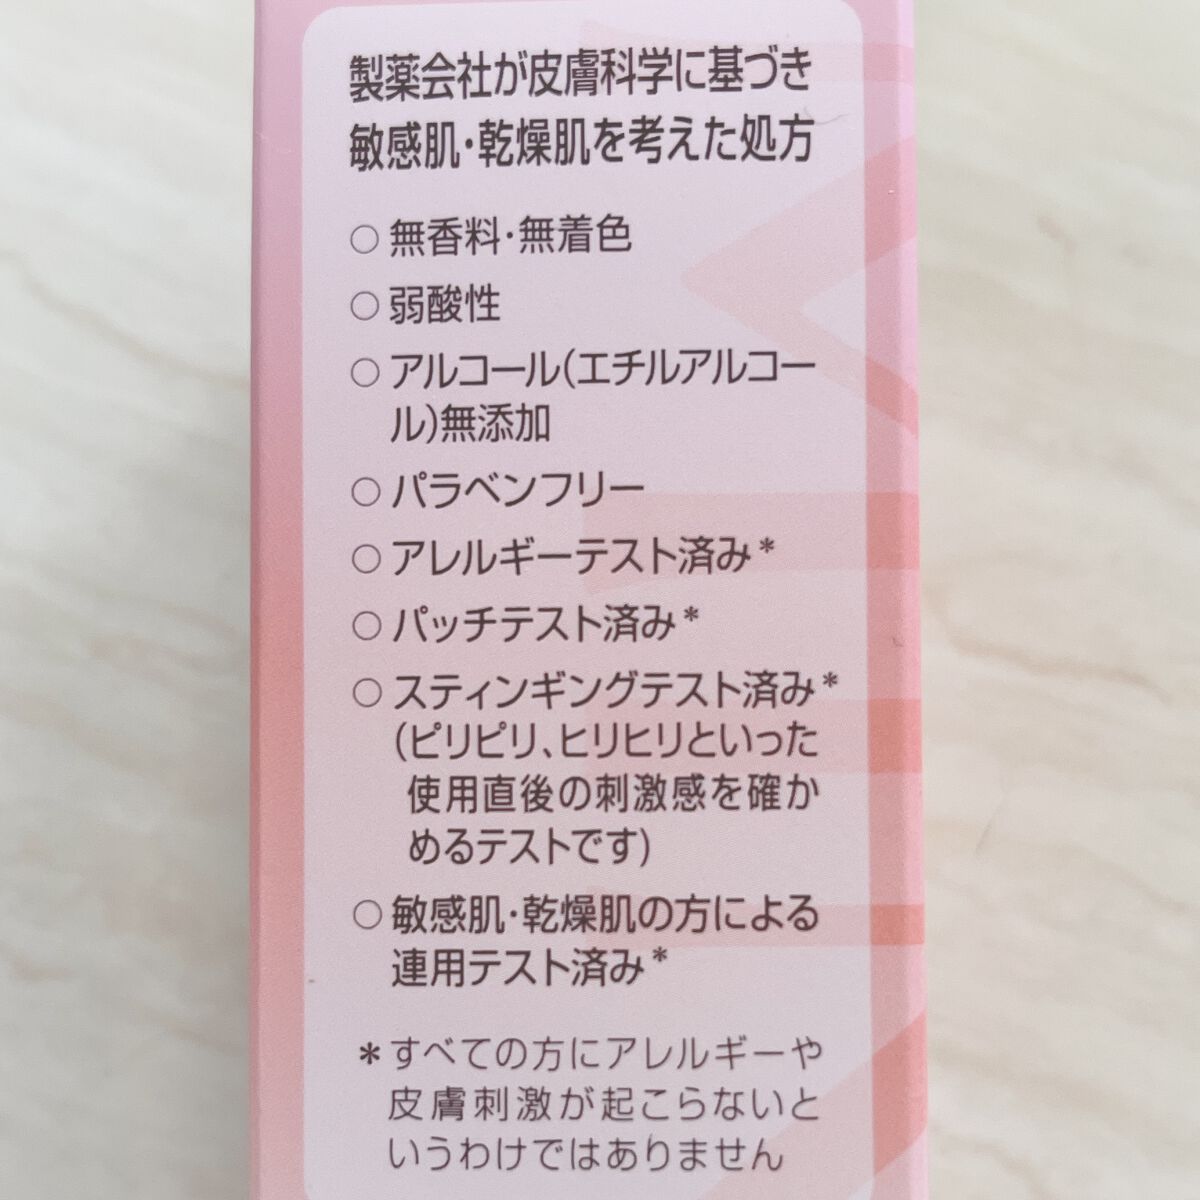 製薬会社が皮膚科学に基づき
敏感肌・乾燥肌を考えた処方
○ 無香料・無着色
○ 弱酸性
○ アルコール(エチルアルコー
ル)無添加
○ パラベンフリー
○ アレルギーテスト済み*
○ パッチテスト済み*
○ スティンギングテスト済み*
(ピリピリ、ヒリヒリといった
使用直後の刺激感を確か
めるテストです)
○ 敏感肌・乾燥肌の方による
連用テスト済み*
*すべての方にアレルギーや
皮膚刺激が起こらないと
いうわけではありません